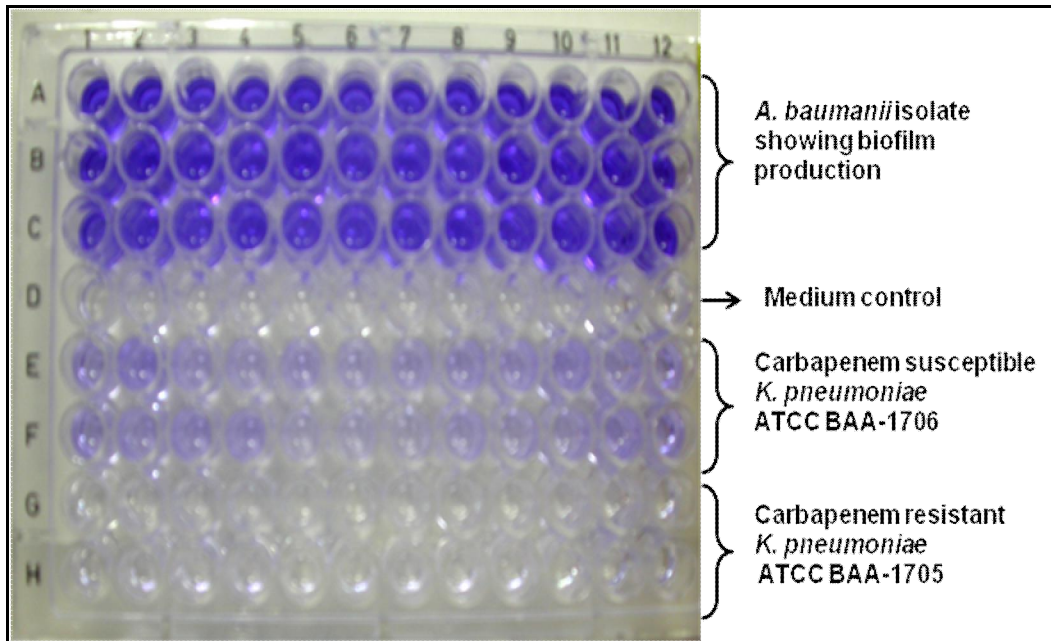 1 2 3 4 5 6 7 8 9 10 11 12
A
B
C
D
E
F
G
H
A. baumanii isolate
showing biofilm
production
Medium control
Carbapenem susceptible
K. pneumoniae
ATCC BAA-1706
Carbapenem resistant
K. pneumoniae
ATCC BAA-1705